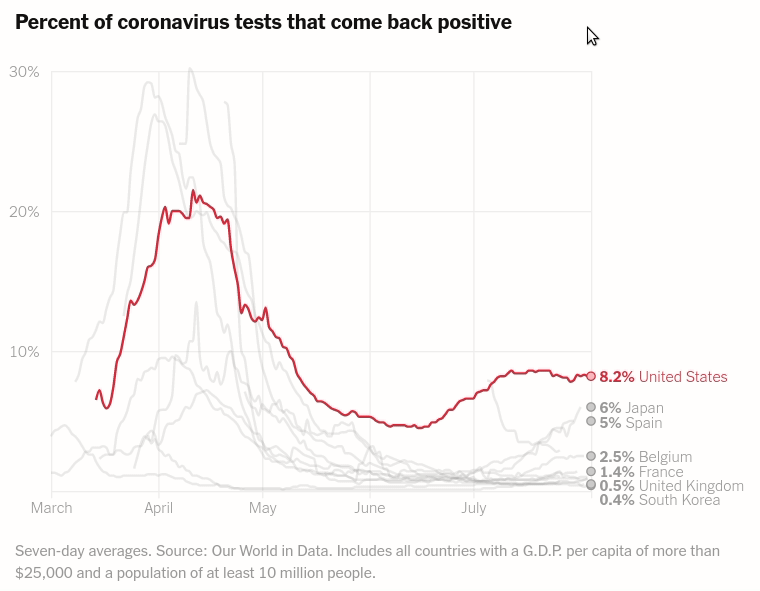 Percent of coronavirus tests that come back positive
30%
20%
10%
8.2% United States
6% Japan
5% Spain
2.5% Belgium
1.4% France
0.5% United Kingdom
0.4% South Korea
March April May June July
Seven-day averages. Source: Our World in Data. Includes all countries with a G.D.P. per capita of more than
$25,000 and a population of at least 10 million people.